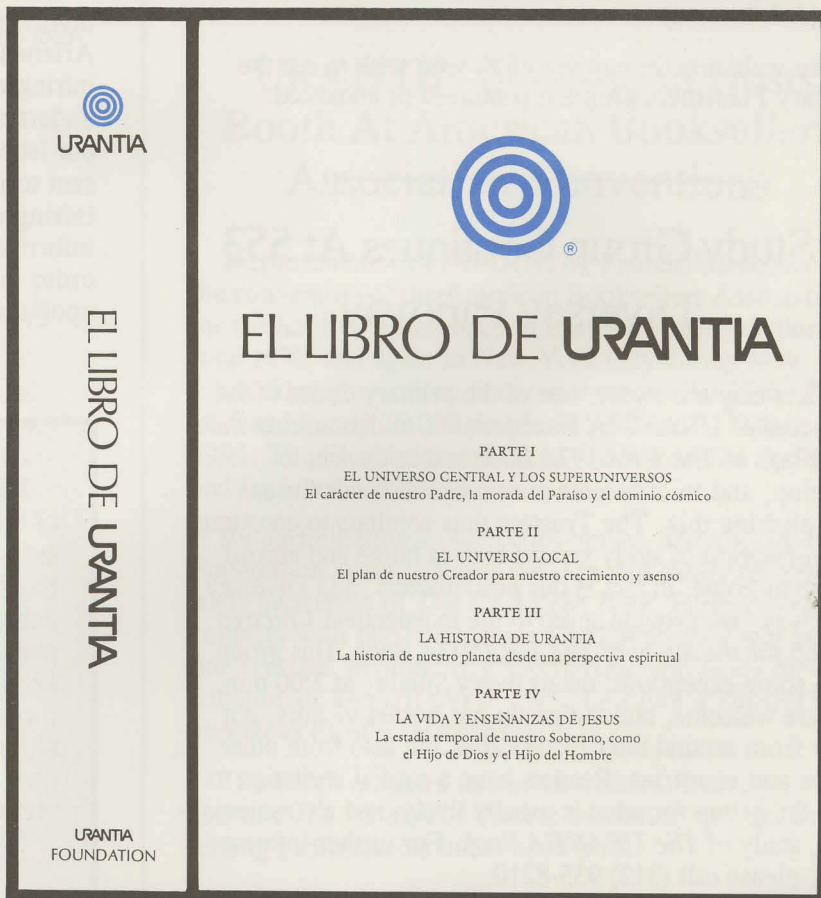 URANTIA
EL LIBRO DE URANTIA
URANTIA
FOUNDATION
®
EL LIBRO DE URANTIA
PARTE I
EL UNIVERSO CENTRAL Y LOS SUPERUNIVERSOS
El carácter de nuestro Padre, la morada del Paraíso y el dominio cósmico
PARTE II
EL UNIVERSO LOCAL
El plan de nuestro Creador para nuestro crecimiento y asenso
PARTE III
LA HISTORIA DE URANTIA
La historia de nuestro planeta desde una perspectiva espiritual
PARTE IV
LA VIDA Y ENSEÑANZAS DE JESUS
La estadía temporal de nuestro Soberano, como
el Hijo de Dios y el Hijo del Hombre